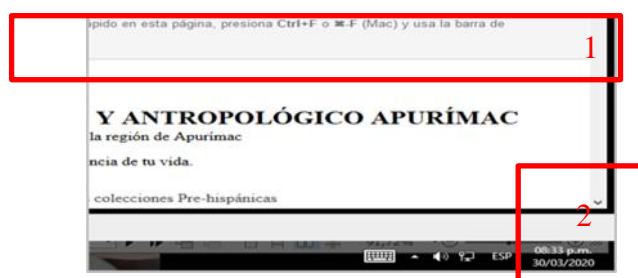 ápido en esta página, presiona Ctrl+F o ⌘-F (Mac) y usa la barra de
1
Y ANTROPOLÓGICO APURÍMAC
la región de Apurímac
ncia de tu vida.
colecciones Pre-hispánicas
2
ESP
08:33 p.m.
30/03/2020